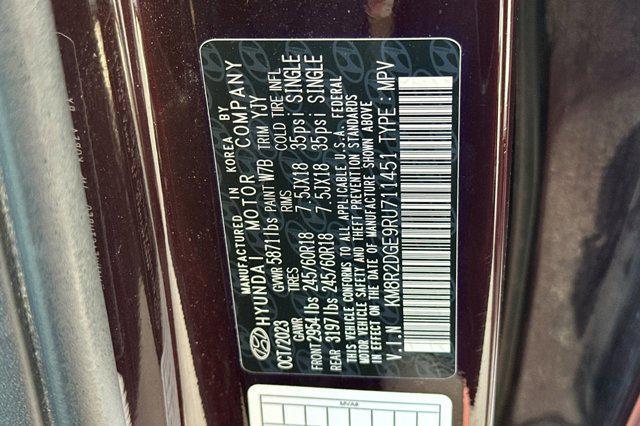 MANUFACTURED IN KOREA BY
HYUNDAI MOTOR COMPANY
OCT/2023 GVWR 5871lbs PAINT W7B TRIM YJY
GAWR TIRES RIMS COLD TIRE INFL
FRONT 2954 lbs 245/60R18 7.5JX18 35psi SINGLE
REAR 3197 lbs 245/60R18 7.5JX18 35psi SINGLE
THIS VEHICLE CONFORMS TO ALL APPLICABLE U.S.A. FEDERAL
MOTOR VEHICLE SAFETY AND THEFT PREVENTION STANDARDS
IN EFFECT ON THE DATE OF MANUFACTURE SHOWN ABOVE
V.I.N : KM8R2DGE9RU711451 TYPE : MPV